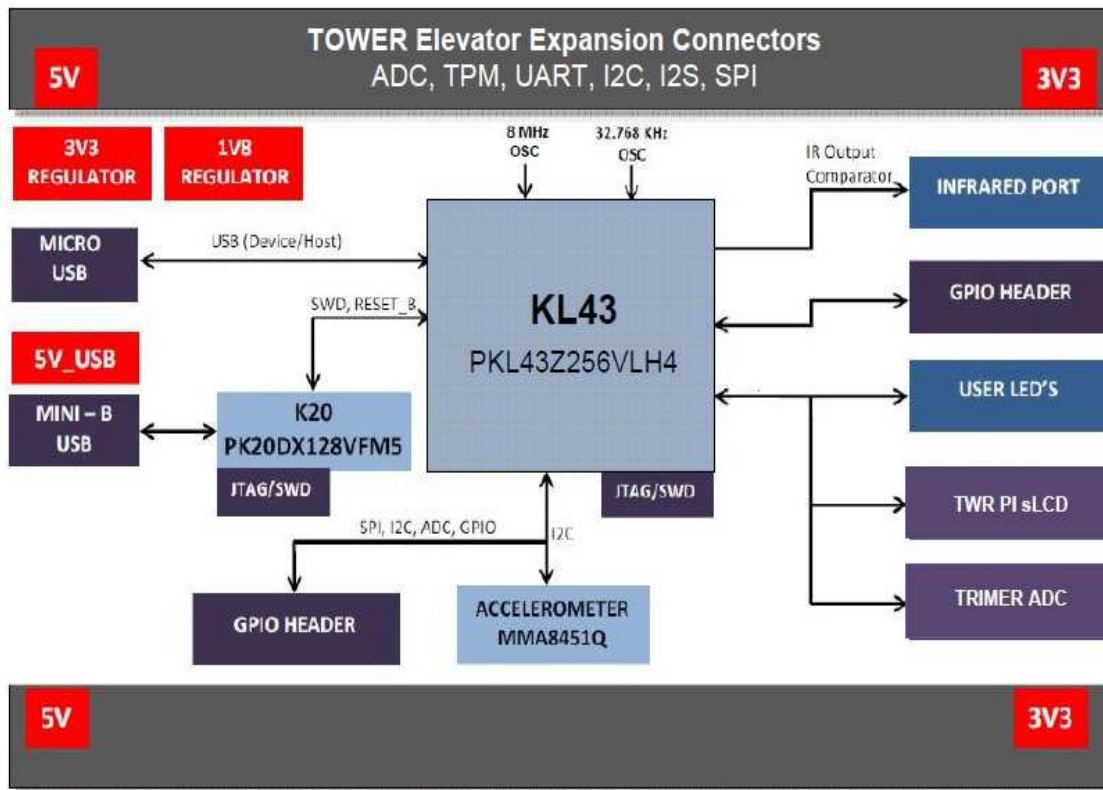 TOWER Elevator Expansion Connectors
ADC, TPM, UART, I2C, I2S, SPI
5V
3V3
3V3
REGULATOR
1V8
REGULATOR
8 MHz
OSC
32.768 KHz
OSC
IR Output
Comparator
INFRARED PORT
MICRO
USB
USB (Device/Host)
KL43
PKL43Z256VLH4
GPIO HEADER
SWD, RESET_B
5V_USB
MINI – B
USB
K20
PK20DX128VFM5
JTAG/SWD
JTAG/SWD
USER LED'S
TWR PI sLCD
TRIMER ADC
SPI, I2C, ADC, GPIO
I2C
GPIO HEADER
ACCELEROMETER
MMA8451Q
5V
3V3